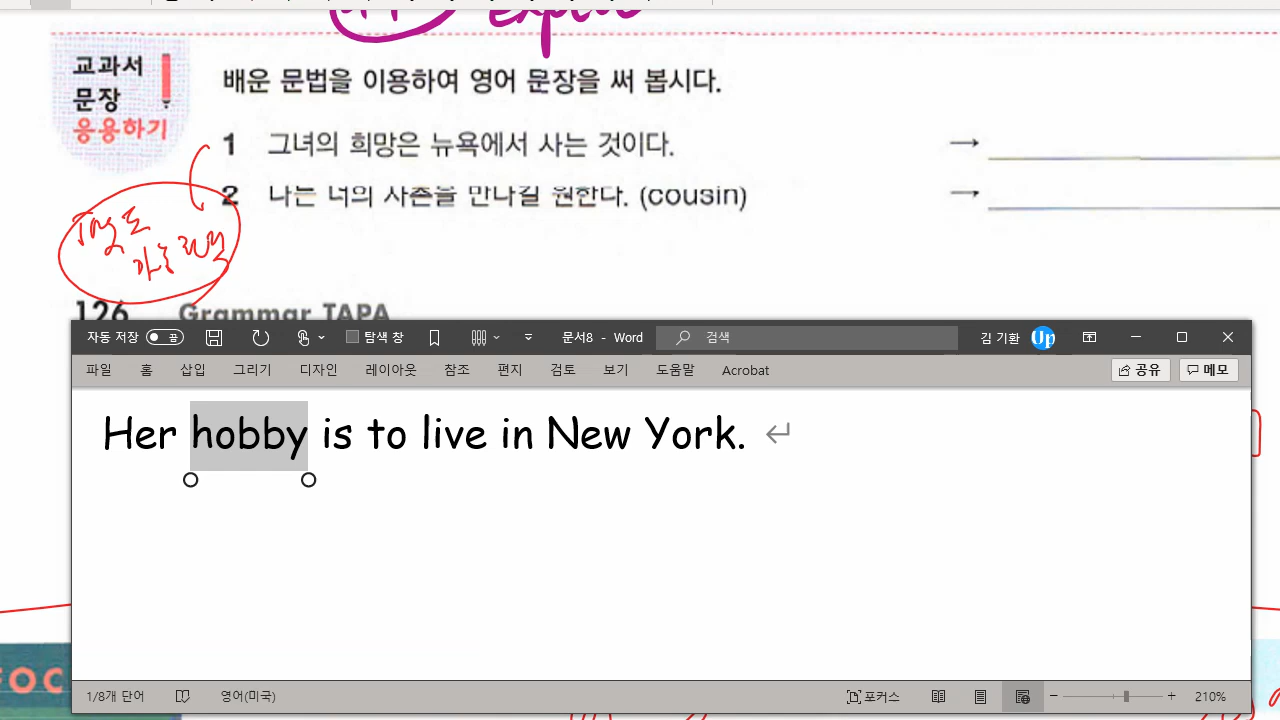 교과서
문장
응용하기
배운 문법을 이용하여 영어 문장을 써 봅시다.
1 그녀의 희망은 뉴욕에서 사는 것이다. →
2 나는 너의 사촌을 만나길 원한다. (cousin) →
126 Grammar TAPA
자동 저장 끔 탐색 창 문서8 - Word 검색 김 기환 Up
파일 홈 삽입 그리기 디자인 레이아웃 참조 편지 검토 보기 도움말 Acrobat 공유 메모
Her hobby is to live in New York. ↵
FOC
1/8개 단어 영어(미국) 포커스 210%